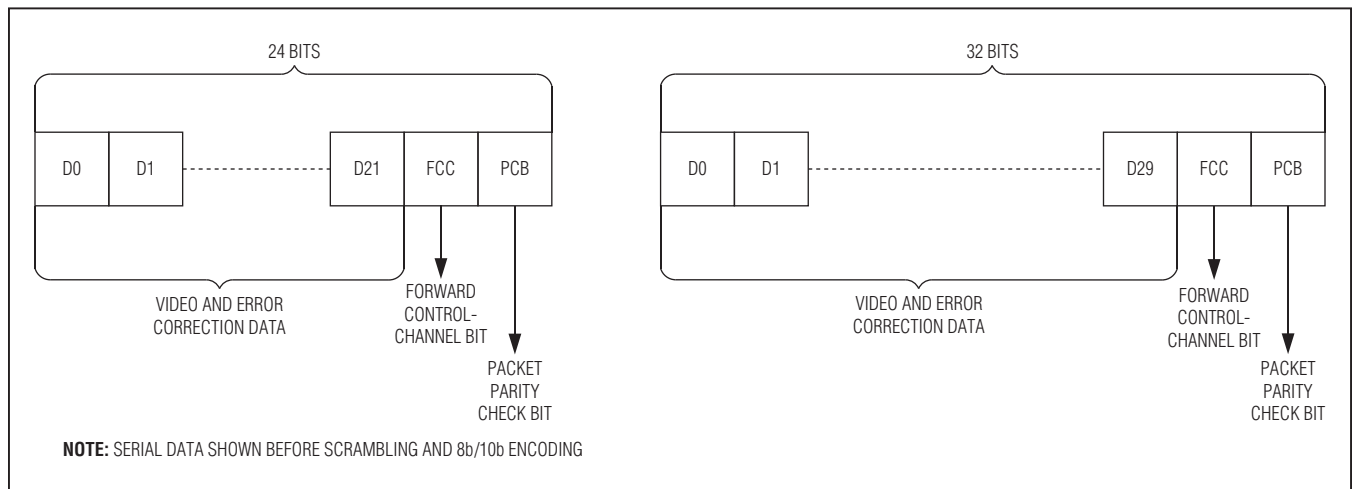 24 BITS
D0 D1 D21 FCC PCB
VIDEO AND ERROR
CORRECTION DATA
FORWARD
CONTROL-
CHANNEL BIT
PACKET
PARITY
CHECK BIT
32 BITS
D0 D1 D29 FCC PCB
VIDEO AND ERROR
CORRECTION DATA
FORWARD
CONTROL-
CHANNEL BIT
PACKET
PARITY
CHECK BIT
NOTE: SERIAL DATA SHOWN BEFORE SCRAMBLING AND 8b/10b ENCODING